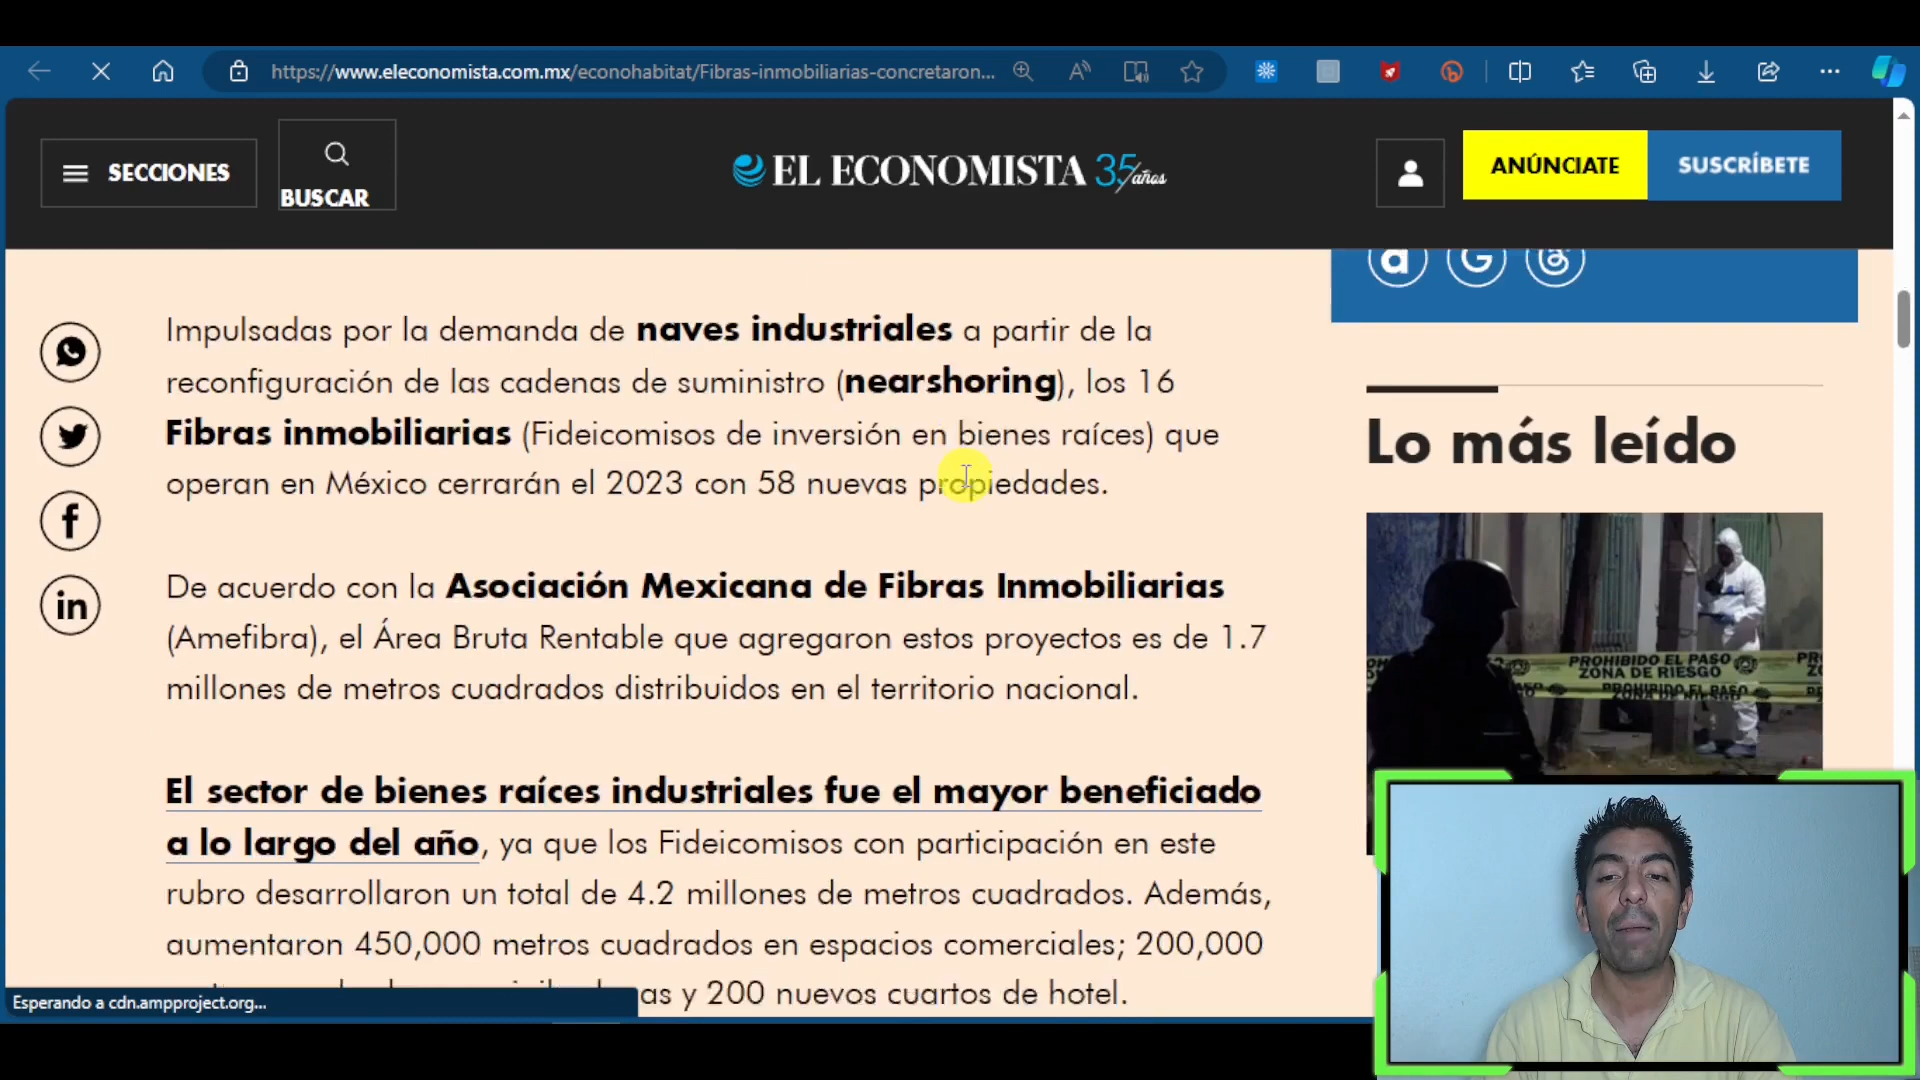 https://www.eleconomista.com.mx/econohabitat/Fibras-inmobiliarias-concretaron...
SECCIONES
BUSCAR
EL ECONOMISTA 35/años
ANÚNCIATE
SUSCRÍBETE
Impulsadas por la demanda de naves industriales a partir de la
reconfiguración de las cadenas de suministro (nearshoring), los 16
Fibras inmobiliarias (Fideicomisos de inversión en bienes raíces) que
operan en México cerrarán el 2023 con 58 nuevas propiedades.
De acuerdo con la Asociación Mexicana de Fibras Inmobiliarias
(Amefibra), el Área Bruta Rentable que agregaron estos proyectos es de 1.7
millones de metros cuadrados distribuidos en el territorio nacional.
El sector de bienes raíces industriales fue el mayor beneficiado
a lo largo del año, ya que los Fideicomisos con participación en este
rubro desarrollaron un total de 4.2 millones de metros cuadrados. Además,
aumentaron 450,000 metros cuadrados en espacios comerciales; 200,000
y 200 nuevos cuartos de hotel.
Lo más leído
PROHIBIDO EL PASO
ZONA DE RIESGO
PROHIBIDO EL PASO
ZONA DE RIESGO
Esperando a cdn.ampproject.org...